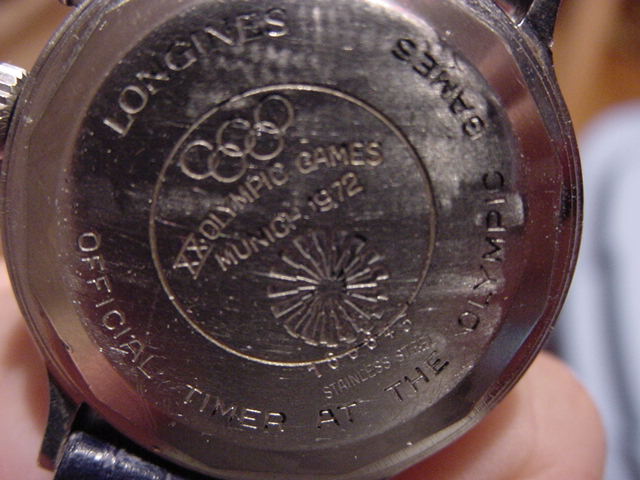 LONGINES
XX. OLYMPIC GAMES
MUNICH 1972
STAINLESS STEEL
OFFICIAL TIMER AT THE OLYMPIC GAMES